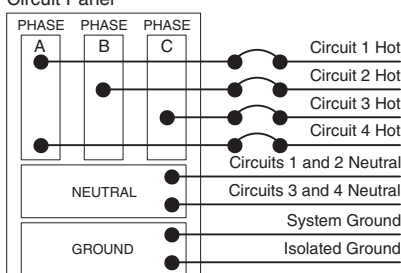 Circuit Panel
PHASE PHASE PHASE
A B C
Circuit 1 Hot
Circuit 2 Hot
Circuit 3 Hot
Circuit 4 Hot
Circuits 1 and 2 Neutral
NEUTRAL
Circuits 3 and 4 Neutral
System Ground
GROUND
Isolated Ground